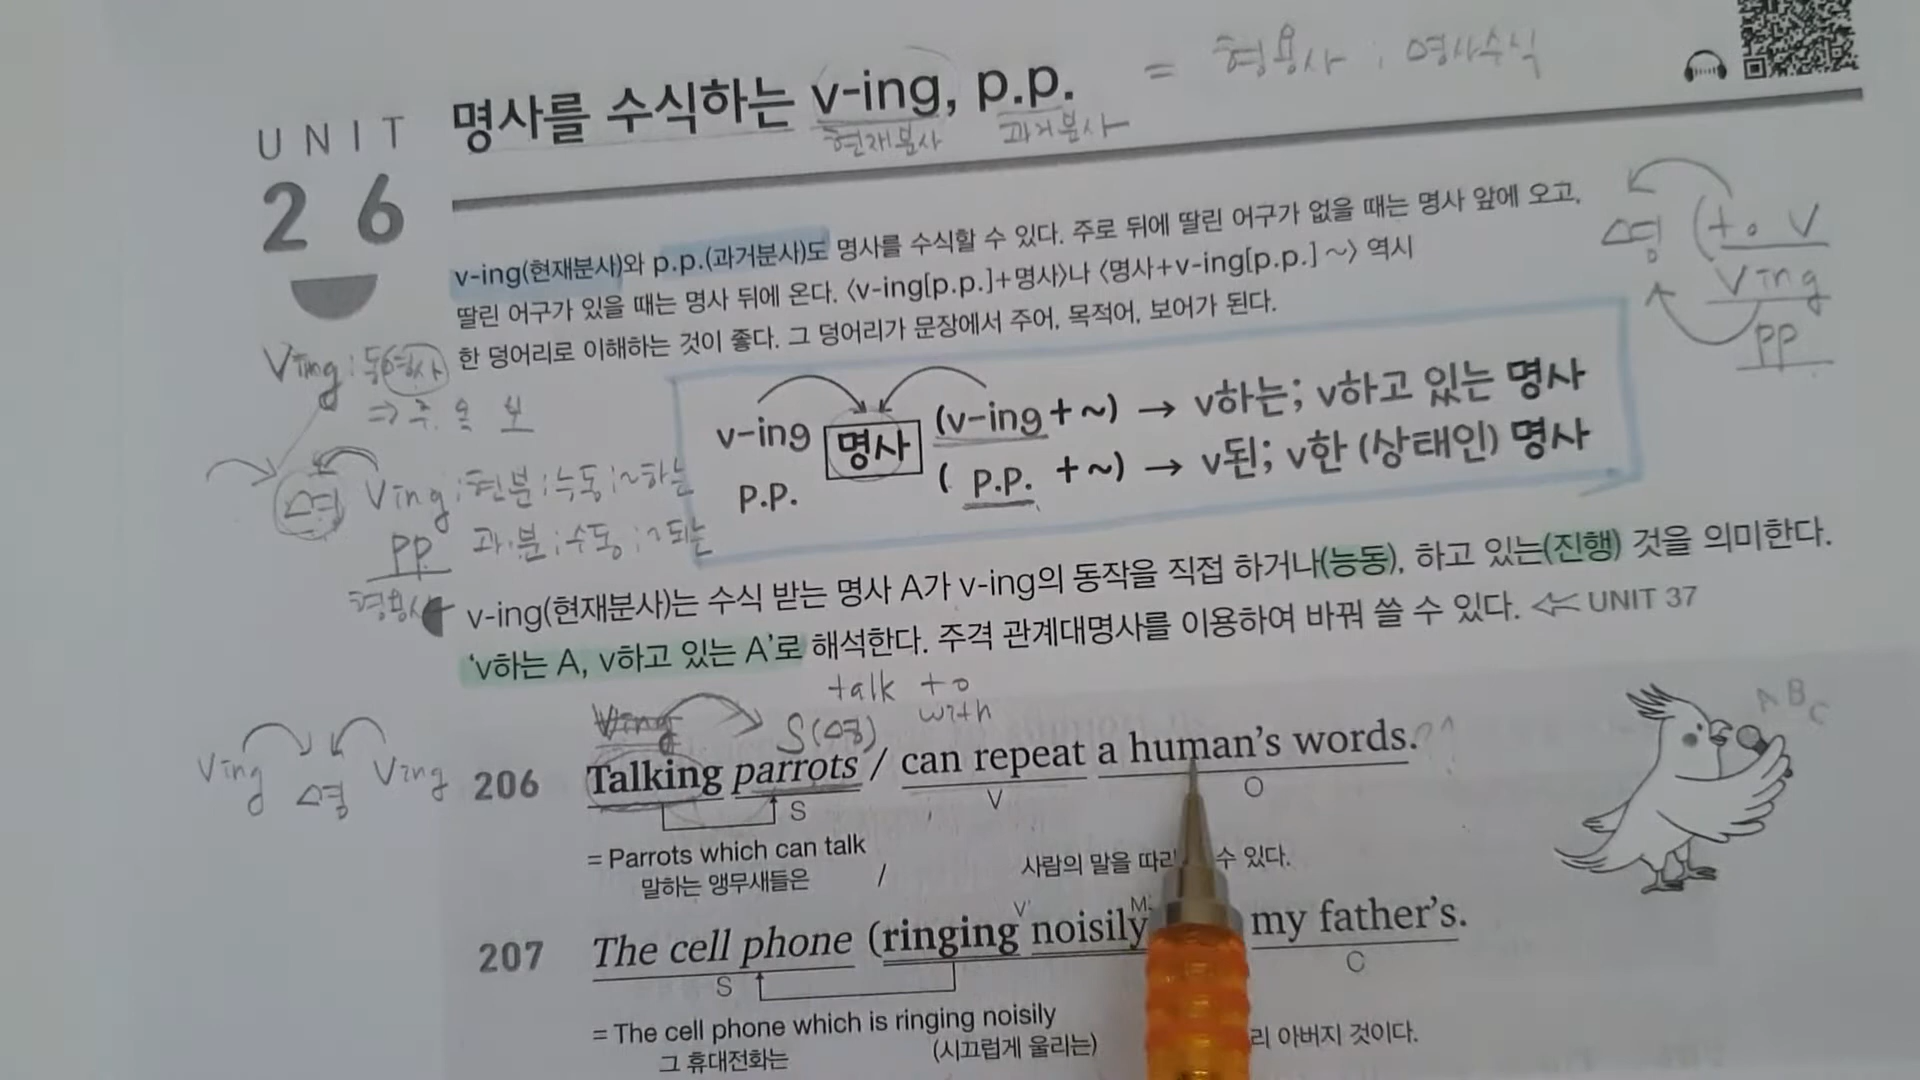 UNIT 26
명사를 수식하는 v-ing, p.p. = 형용사 : 명사수식
현재분사 과거분사
v-ing(현재분사)와 p.p.(과거분사)도 명사를 수식할 수 있다. 주로 뒤에 딸린 어구가 없을 때는 명사 앞에 오고,
딸린 어구가 있을 때는 명사 뒤에 온다. 〈v-ing[p.p.]+명사〉나 〈명사+v-ing[p.p.] ~〉 역시
한 덩어리로 이해하는 것이 좋다. 그 덩어리가 문장에서 주어, 목적어, 보어가 된다.
명 (to V
Ving
pp
Ving : 동명사
⇒ 주. 목 보
명 Ving : 현분 : 능동 : ~하는
pp 과.분 : 수동 : ~되는
형용사
v-ing 명사 (v-ing+~) → v하는; v하고 있는 명사
p.p. ( p.p. +~) → v된; v한 (상태인) 명사
v-ing(현재분사)는 수식 받는 명사 A가 v-ing의 동작을 직접 하거나(능동), 하고 있는(진행) 것을 의미한다.
'v하는 A, v하고 있는 A'로 해석한다. 주격 관계대명사를 이용하여 바꿔 쓸 수 있다. UNIT 37
talk to
with
Ving S(명)
Ving 명 Ving
206 Talking parrots / can repeat a human's words.
S V O
= Parrots which can talk
말하는 앵무새들은 / 사람의 말을 따라 수 있다.
A B C
V' M'
207 The cell phone (ringing noisily my father's.
S C
= The cell phone which is ringing noisily
그 휴대전화는 (시끄럽게 울리는) 리 아버지 것이다.